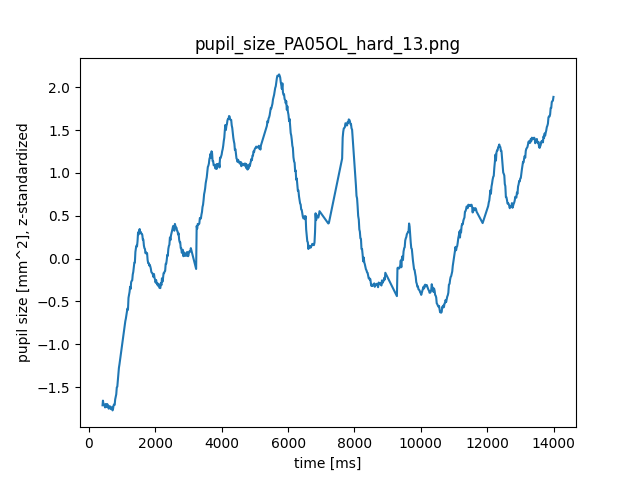 pupil_size_PA05OL_hard_13.png
pupil size [mm^2], z-standardized
2.0
1.5
1.0
0.5
0.0
−0.5
−1.0
−1.5
0 2000 4000 6000 8000 10000 12000 14000
time [ms]